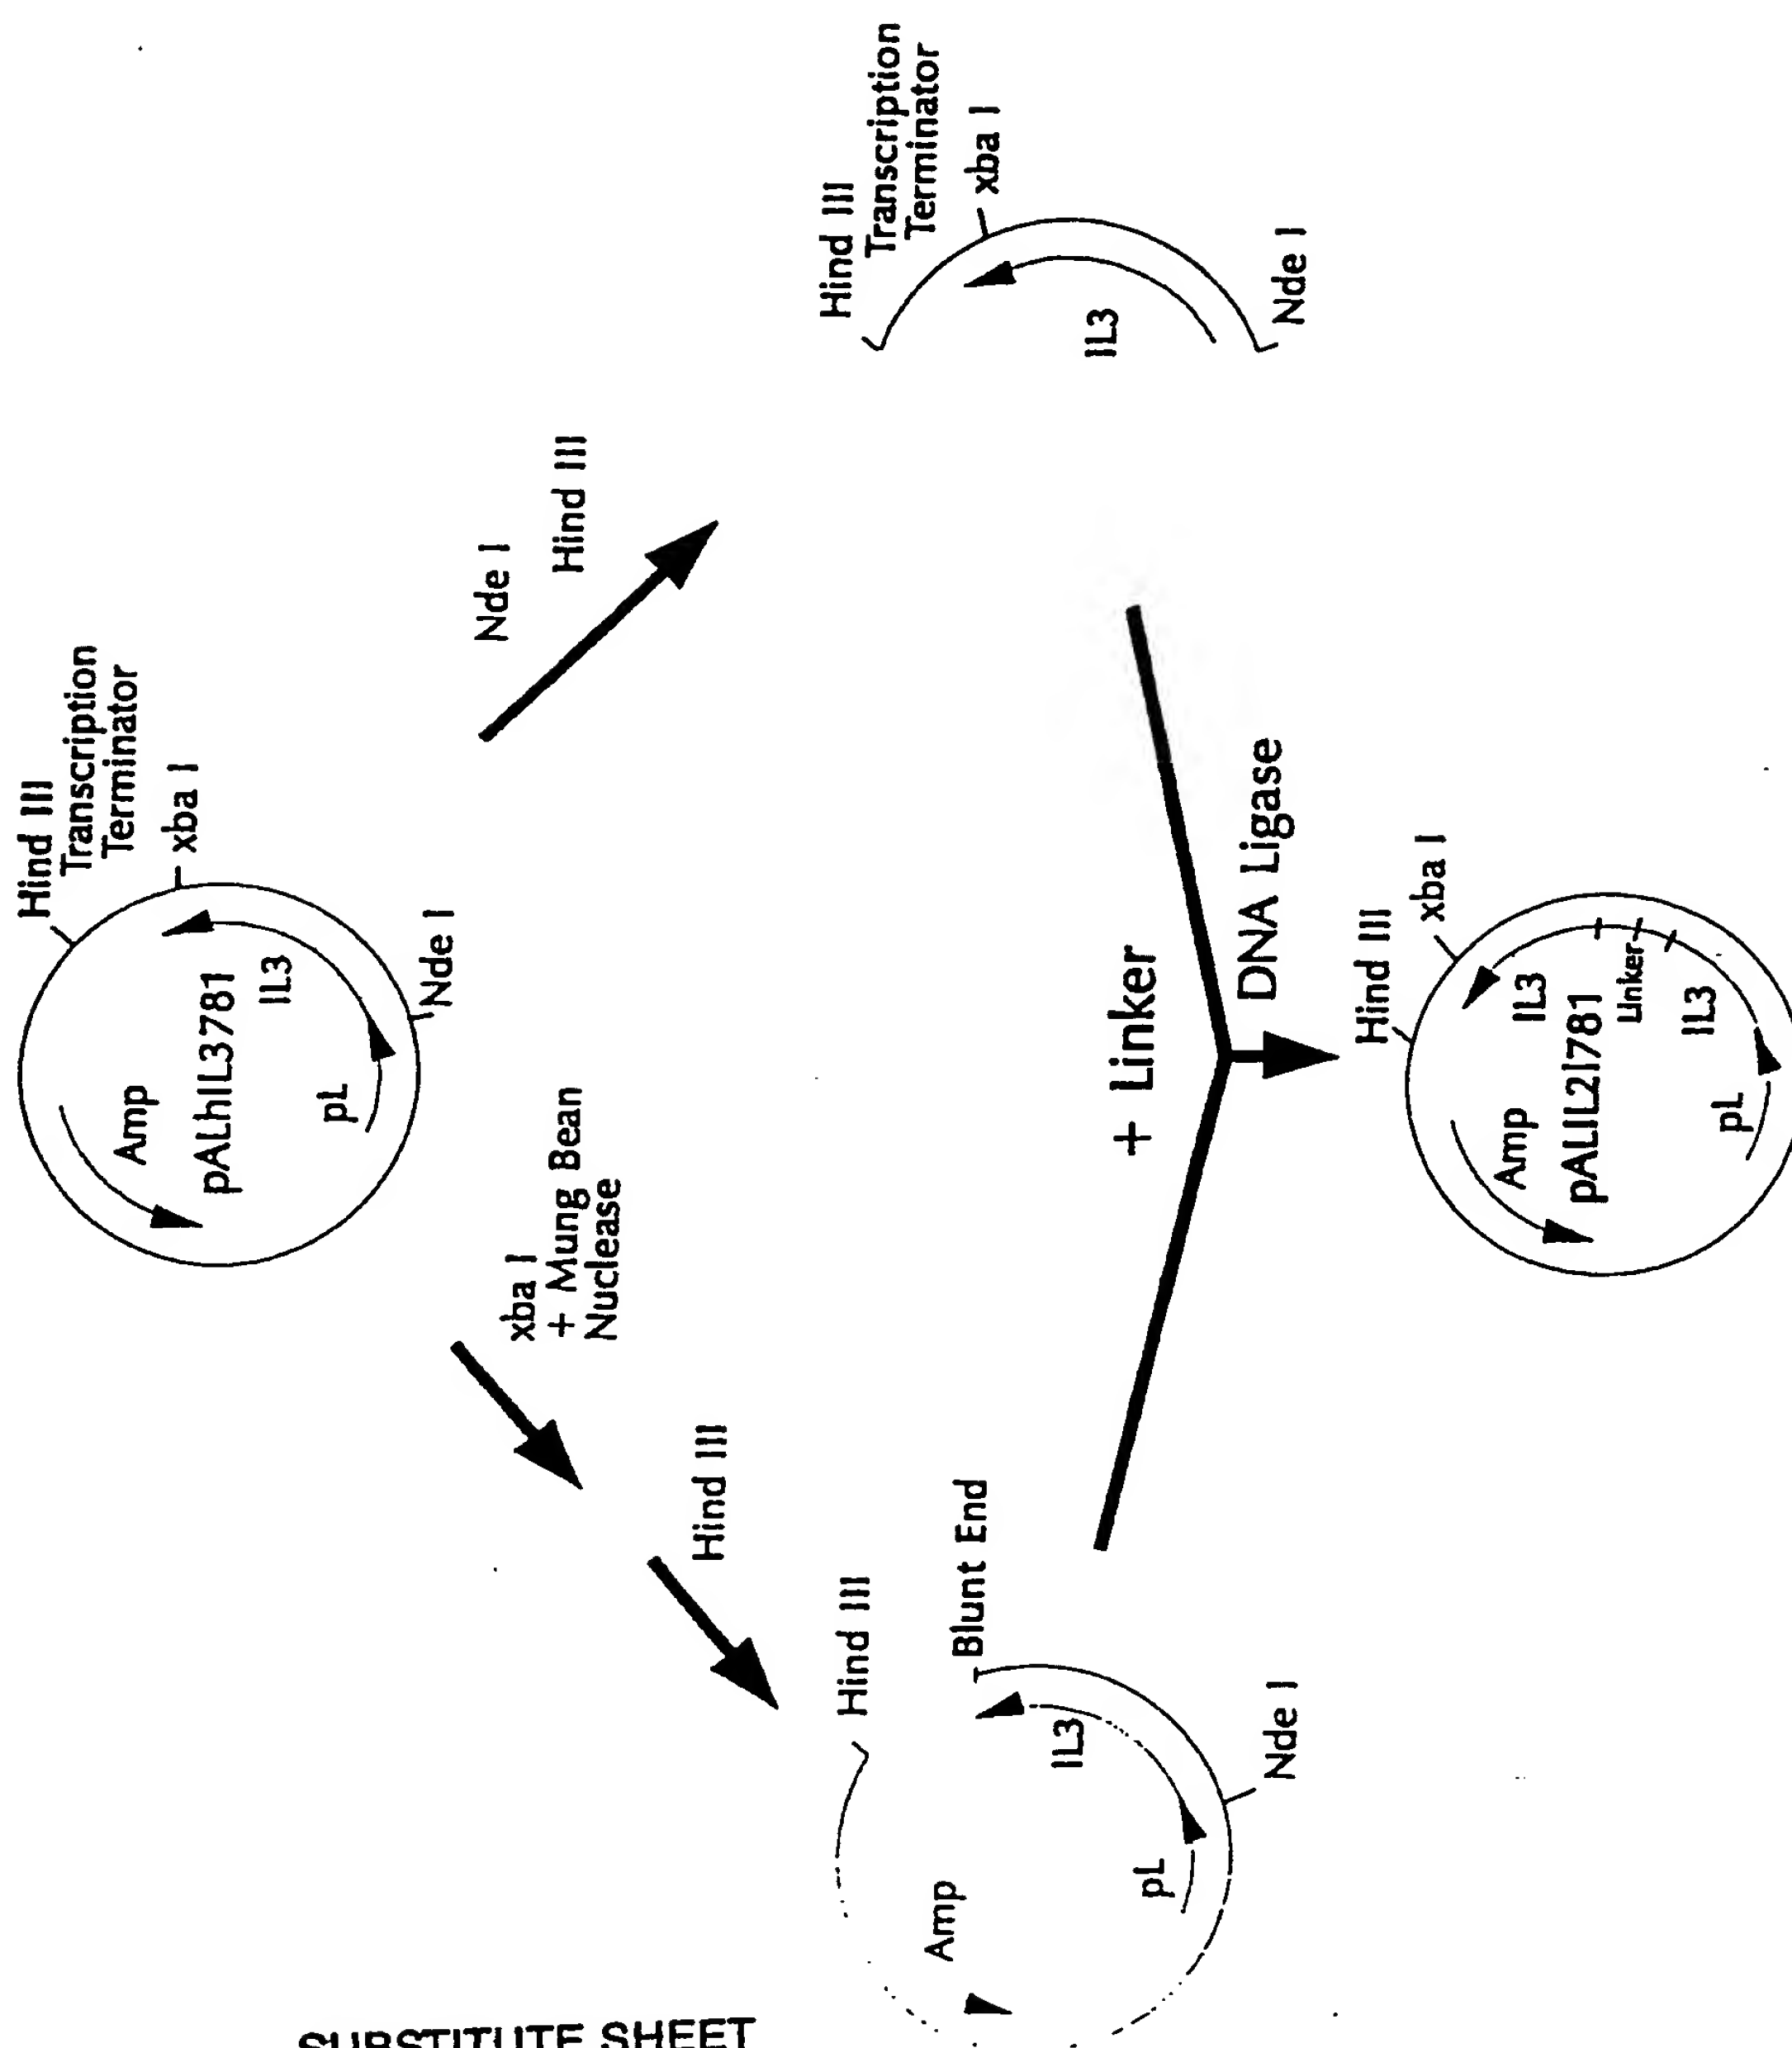 Hind III
Transcription
Terminator
xba I
Amp
pALhIL3781
IL3
pL
Nde I
xba I
+ Mung Bean
Nuclease
Hind III
Nde I
Hind III
Hind III
Blunt End
Amp
IL3
pL
Nde I
Hind III
Transcription
Terminator
xba I
IL3
Nde I
+ Linker
DNA Ligase
Hind III
xba I
Amp
IL3
pALIL2I781
Linker
IL3
pL
SUBSTITUTE SHEET